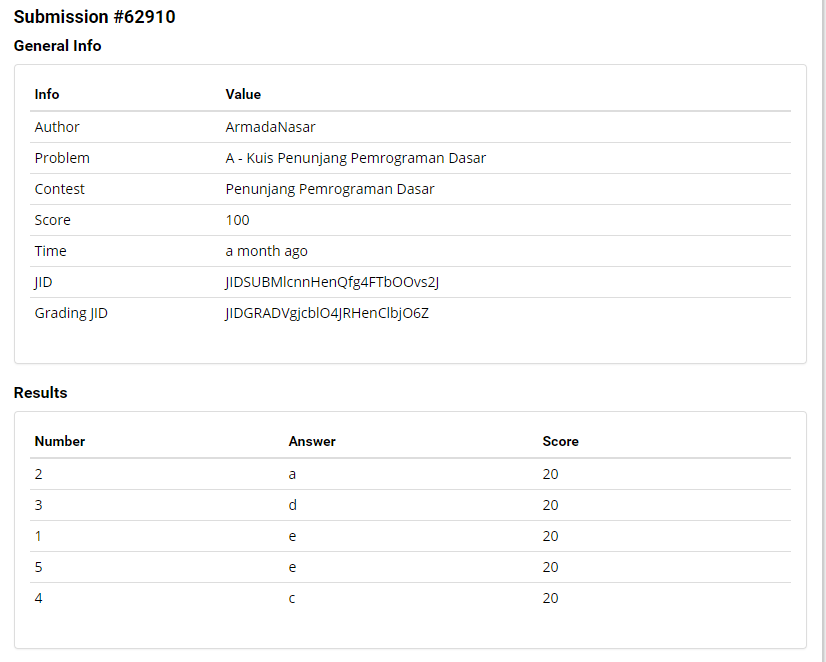 Submission #62910
General Info
Info Value
Author ArmadaNasar
Problem A - Kuis Penunjang Pemrograman Dasar
Contest Penunjang Pemrograman Dasar
Score 100
Time a month ago
JID JIDSUBMlcnnHenQfg4FTbOOvs2J
Grading JID JIDGRADVgjcblO4JRHenClbjO6Z
Results
Number Answer Score
2 a 20
3 d 20
1 e 20
5 e 20
4 c 20